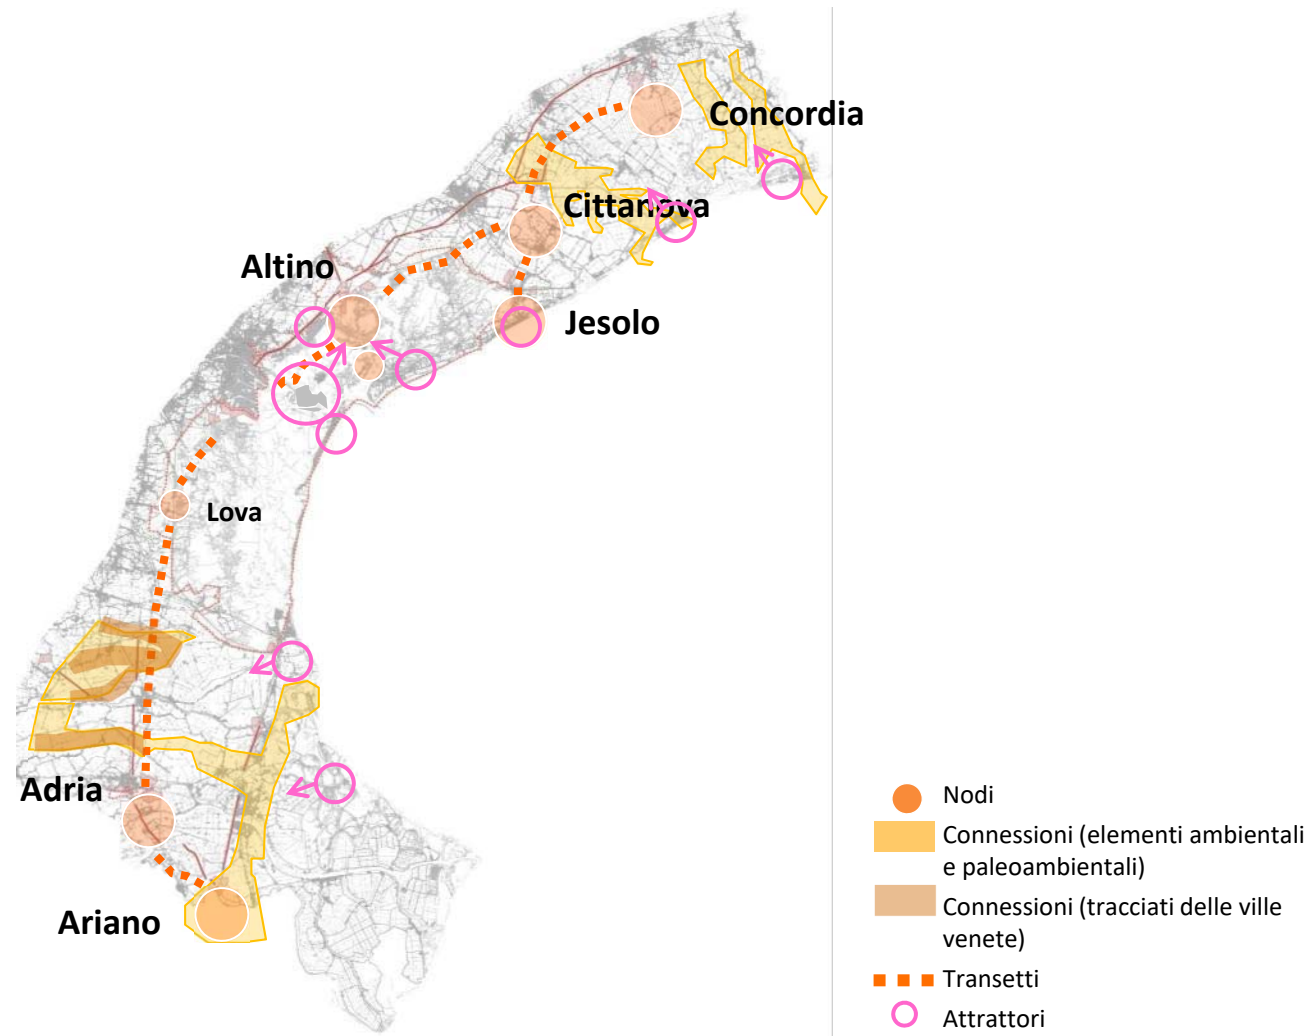 Concordia
Cittanova
Altino
Jesolo
Lova
Adria
Ariano
Nodi
Connessioni (elementi ambientali
e paleoambientali)
Connessioni (tracciati delle ville
venete)
Transetti
Attrattori